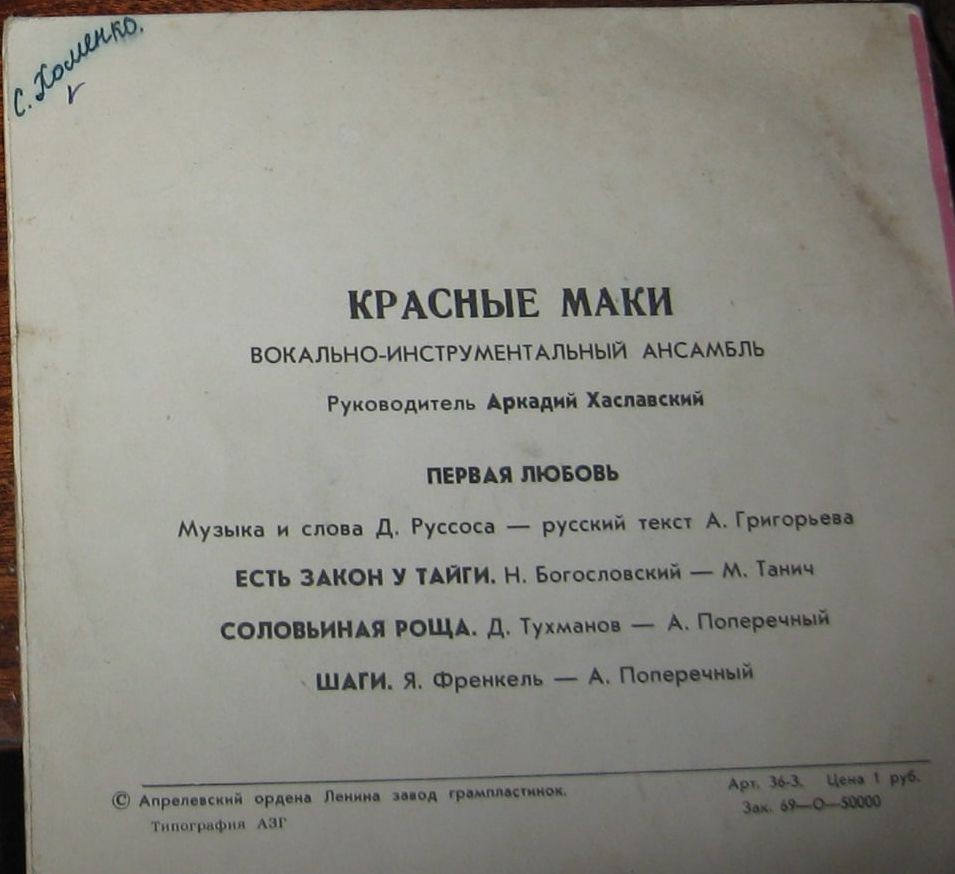 С. Хоменко.
КРАСНЫЕ МАКИ
ВОКАЛЬНО-ИНСТРУМЕНТАЛЬНЫЙ АНСАМБЛЬ
Руководитель Аркадий Хаславский
ПЕРВАЯ ЛЮБОВЬ
Музыка и слова Д. Руссоса — русский текст А. Григорьева
ЕСТЬ ЗАКОН У ТАЙГИ. Н. Богословский — М. Танич
СОЛОВЬИНАЯ РОЩА. Д. Тухманов — А. Поперечный
ШАГИ. Я. Френкель — А. Поперечный
© Апрелевский ордена Ленина завод грампластинок.
Типография АЗГ
Арт. 36-3. Цена 1 руб.
Зак. 69—О—50000